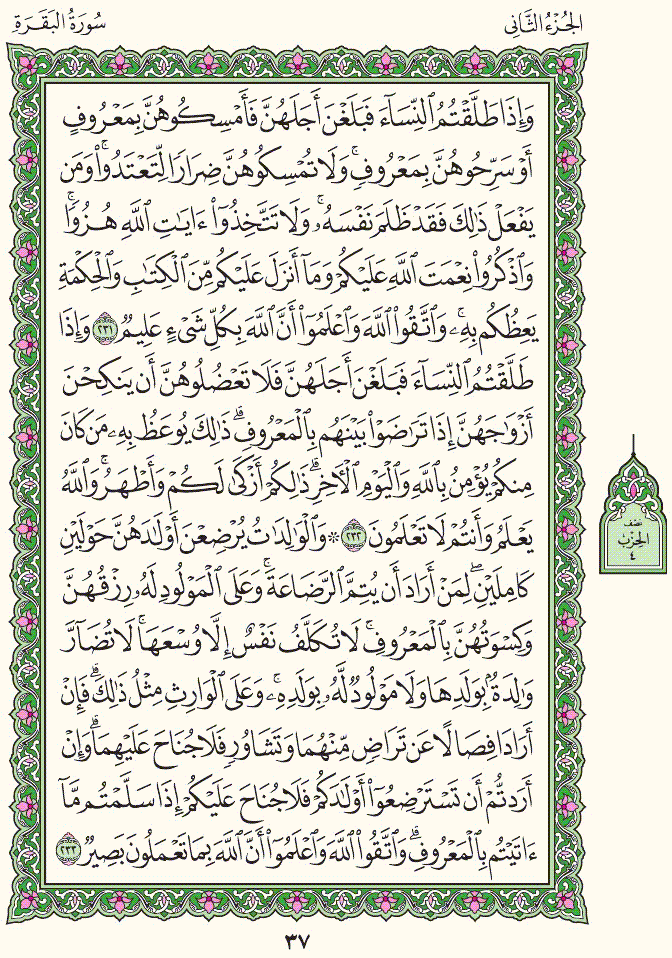 الجُزْءُ الثَّانِي
سُورَةُ البَقَرَةِ
وَإِذَا طَلَّقْتُمُ ٱلنِّسَآءَ فَبَلَغْنَ أَجَلَهُنَّ فَأَمْسِكُوهُنَّ بِمَعْرُوفٍ
أَوْ سَرِّحُوهُنَّ بِمَعْرُوفٍۚ وَلَا تُمْسِكُوهُنَّ ضِرَارًا لِّتَعْتَدُوا۟ۚ وَمَن
يَفْعَلْ ذَٰلِكَ فَقَدْ ظَلَمَ نَفْسَهُۥۚ وَلَا تَتَّخِذُوٓا۟ ءَايَٰتِ ٱللَّهِ هُزُوًاۚ
وَٱذْكُرُوا۟ نِعْمَتَ ٱللَّهِ عَلَيْكُمْ وَمَآ أَنزَلَ عَلَيْكُم مِّنَ ٱلْكِتَٰبِ وَٱلْحِكْمَةِ
يَعِظُكُم بِهِۦۚ وَٱتَّقُوا۟ ٱللَّهَ وَٱعْلَمُوٓا۟ أَنَّ ٱللَّهَ بِكُلِّ شَىْءٍ عَلِيمٌ ٢٣١ وَإِذَا
طَلَّقْتُمُ ٱلنِّسَآءَ فَبَلَغْنَ أَجَلَهُنَّ فَلَا تَعْضُلُوهُنَّ أَن يَنكِحْنَ
أَزْوَٰجَهُنَّ إِذَا تَرَٰضَوْا۟ بَيْنَهُم بِٱلْمَعْرُوفِۗ ذَٰلِكَ يُوعَظُ بِهِۦ مَن كَانَ
مِنكُمْ يُؤْمِنُ بِٱللَّهِ وَٱلْيَوْمِ ٱلْءَاخِرِۗ ذَٰلِكُمْ أَزْكَىٰ لَكُمْ وَأَطْهَرُۚ وَٱللَّهُ
يَعْلَمُ وَأَنتُمْ لَا تَعْلَمُونَ ٢٣٢ ۞ وَٱلْوَٰلِدَٰتُ يُرْضِعْنَ أَوْلَٰدَهُنَّ حَوْلَيْنِ
كَامِلَيْنِۖ لِمَنْ أَرَادَ أَن يُتِمَّ ٱلرَّضَاعَةَۚ وَعَلَى ٱلْمَوْلُودِ لَهُۥ رِزْقُهُنَّ
وَكِسْوَتُهُنَّ بِٱلْمَعْرُوفِۚ لَا تُكَلَّفُ نَفْسٌ إِلَّا وُسْعَهَاۚ لَا تُضَآرَّ
وَٰلِدَةٌۢ بِوَلَدِهَا وَلَا مَوْلُودٌ لَّهُۥ بِوَلَدِهِۦۚ وَعَلَى ٱلْوَارِثِ مِثْلُ ذَٰلِكَۗ فَإِنْ
أَرَادَا فِصَالًا عَن تَرَاضٍ مِّنْهُمَا وَتَشَاوُرٍ فَلَا جُنَاحَ عَلَيْهِمَاۗ وَإِنْ
أَرَدتُّمْ أَن تَسْتَرْضِعُوٓا۟ أَوْلَٰدَكُمْ فَلَا جُنَاحَ عَلَيْكُمْ إِذَا سَلَّمْتُم مَّآ
ءَاتَيْتُم بِٱلْمَعْرُوفِۗ وَٱتَّقُوا۟ ٱللَّهَ وَٱعْلَمُوٓا۟ أَنَّ ٱللَّهَ بِمَا تَعْمَلُونَ بَصِيرٌ ٢٣٣
نصف
الحزب
٤
٣٧